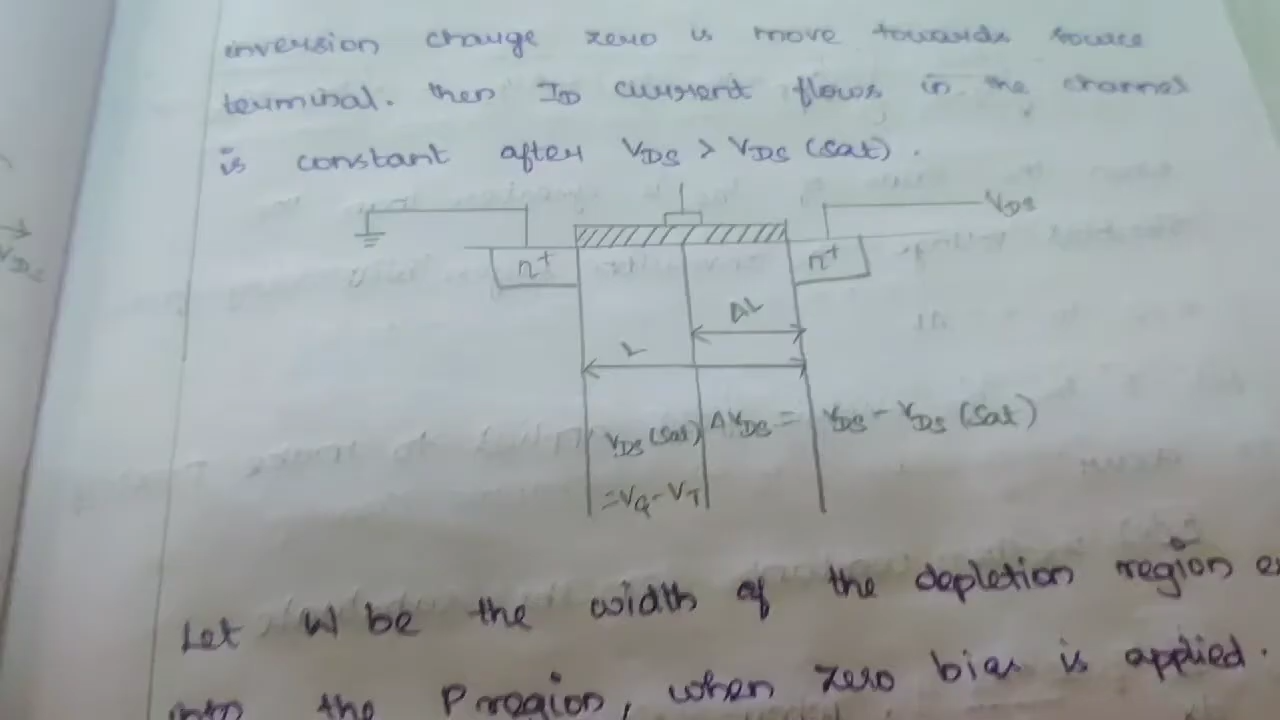 inversion charge zero is move towards source
terminal. then ID current flows in the channel
is constant after VDS > VDS (sat).
VDS
n+
n+
VDS
ΔL
L
VDS (sat)
=VG-VT
ΔVDS = VDS - VDS (sat)
Let W be the width of the depletion region
into the P region, when zero bias is applied.